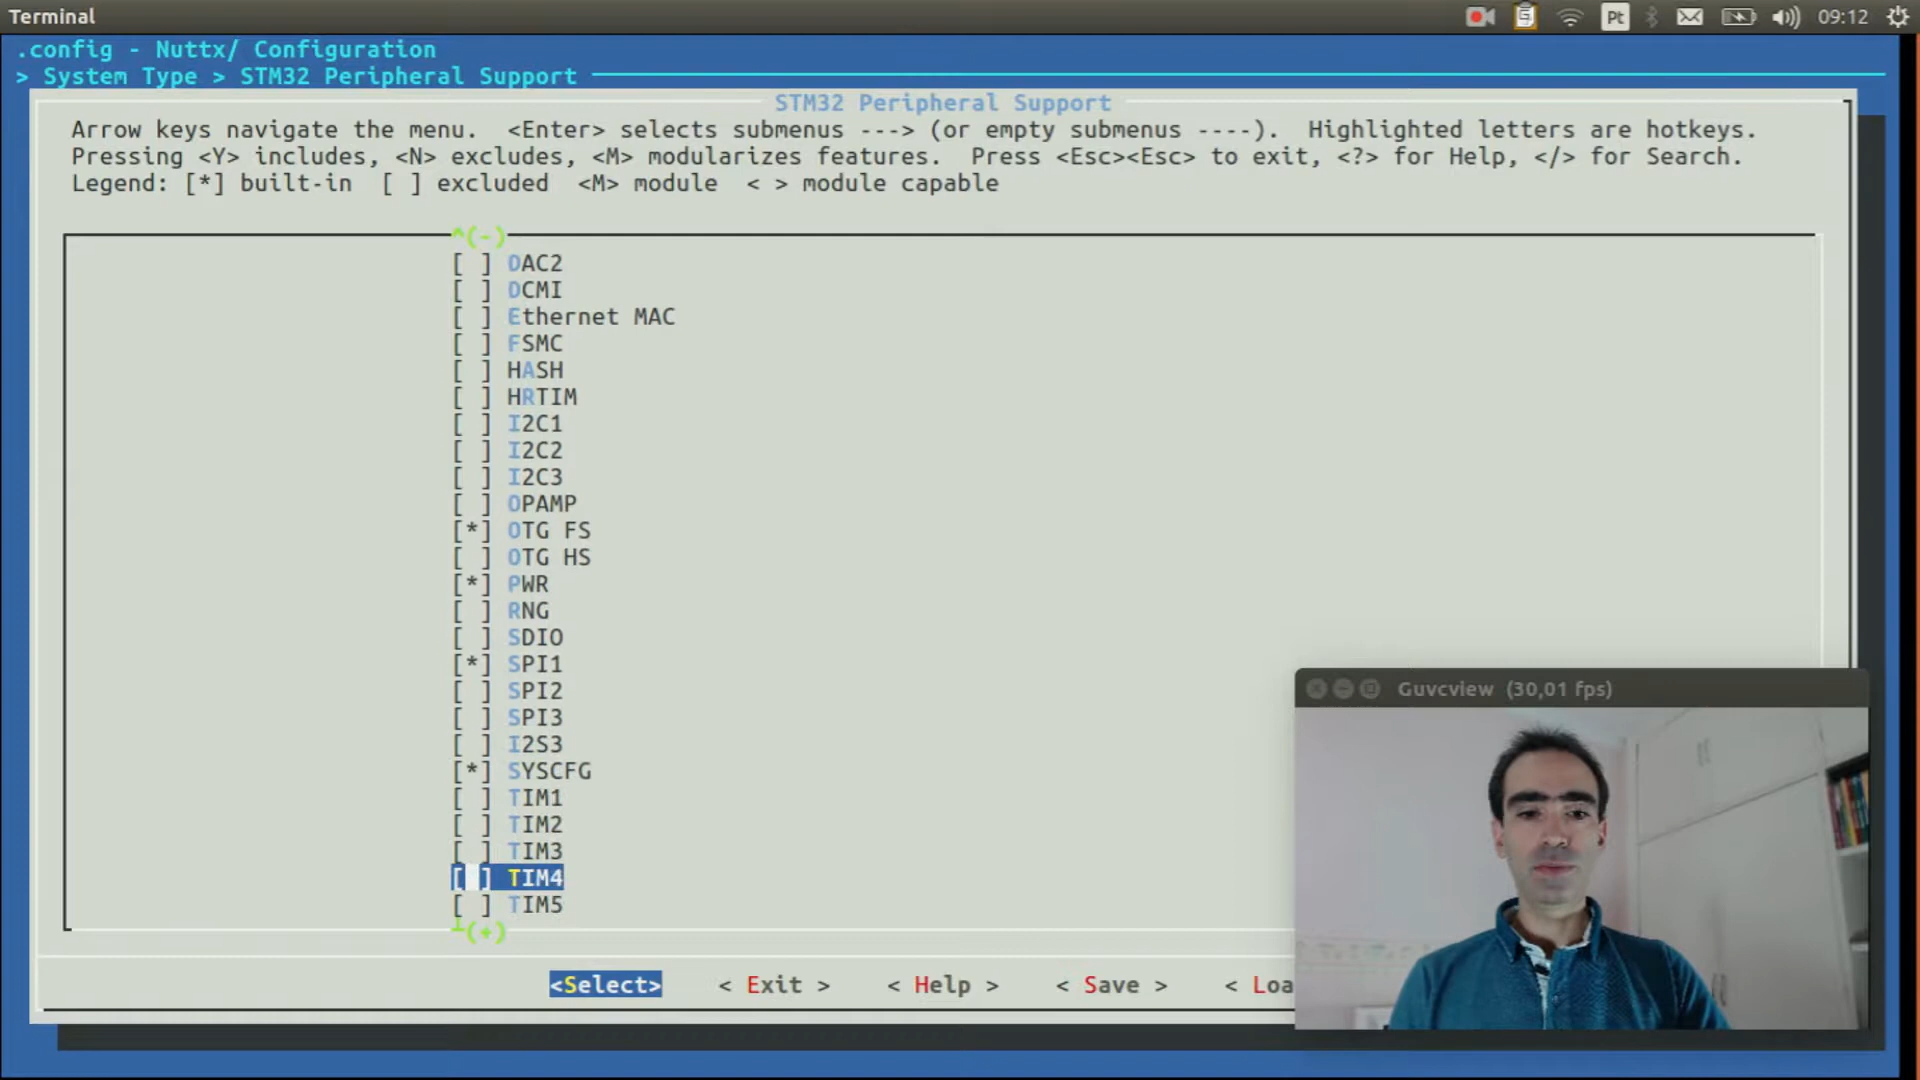 Terminal
Pt
09:12
.config - Nuttx/ Configuration
> System Type > STM32 Peripheral Support
STM32 Peripheral Support
Arrow keys navigate the menu.  <Enter> selects submenus ---> (or empty submenus ----).  Highlighted letters are hotkeys.
Pressing <Y> includes, <N> excludes, <M> modularizes features.  Press <Esc><Esc> to exit, <?> for Help, </> for Search.
Legend: [*] built-in  [ ] excluded  <M> module  < > module capable
^(-)
[ ] DAC2
[ ] DCMI
[ ] Ethernet MAC
[ ] FSMC
[ ] HASH
[ ] HRTIM
[ ] I2C1
[ ] I2C2
[ ] I2C3
[ ] OPAMP
[*] OTG FS
[ ] OTG HS
[*] PWR
[ ] RNG
[ ] SDIO
[*] SPI1
[ ] SPI2
[ ] SPI3
[ ] I2S3
[*] SYSCFG
[ ] TIM1
[ ] TIM2
[ ] TIM3
[ ] TIM4
[ ] TIM5
┴(+)
<Select>    < Exit >    < Help >    < Save >    < Loa
Guvcview (30,01 fps)